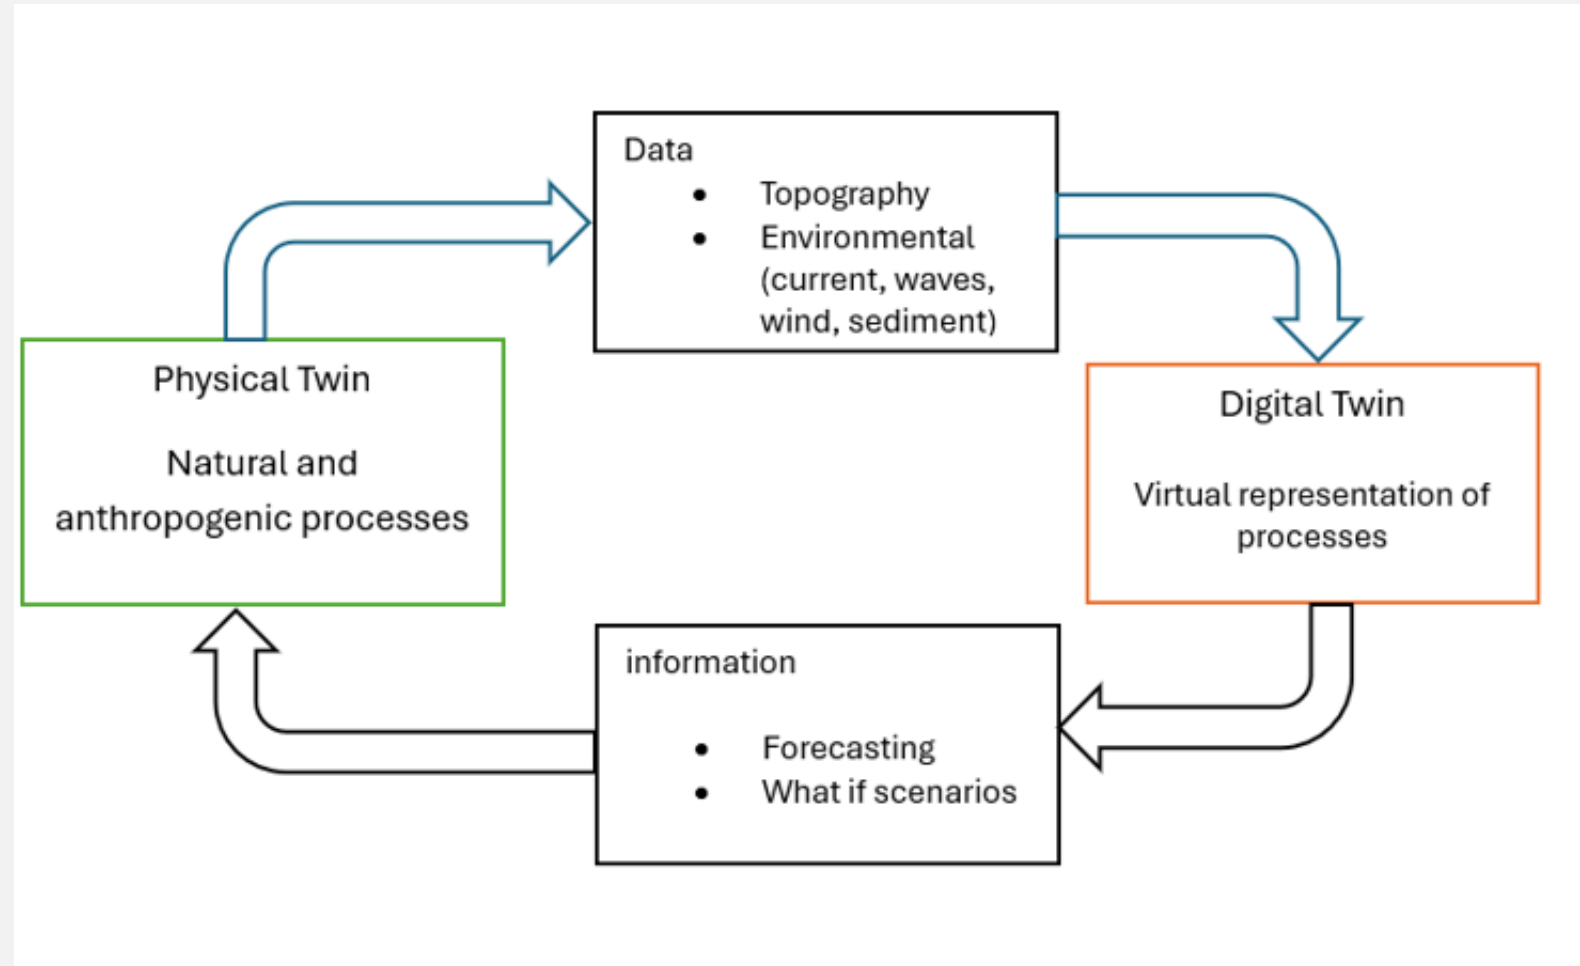 Data
• Topography
• Environmental
(current, waves,
wind, sediment)
Physical Twin
Natural and
anthropogenic processes
Digital Twin
Virtual representation of
processes
information
• Forecasting
• What if scenarios